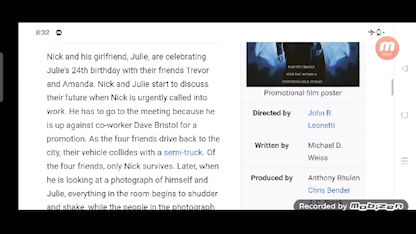 8:32
Nick and his girlfriend, Julie, are celebrating
Julie's 24th birthday with their friends Trevor
and Amanda. Nick and Julie start to discuss
their future when Nick is urgently called into
work. He has to go to the meeting because he
is up against co-worker Dave Bristol for a
promotion. As the four friends drive back to the
city, their vehicle collides with a semi-truck. Of
the four friends, only Nick survives. Later, when
he is looking at a photograph of himself and
Julie, everything in the room begins to shudder
and shake, while the people in the photograph
Promotional film poster
Directed by
John R.
Leonetti
Written by
Michael D.
Weiss
Produced by
Anthony Rhulen
Chris Bender
Recorded by
Mobizen